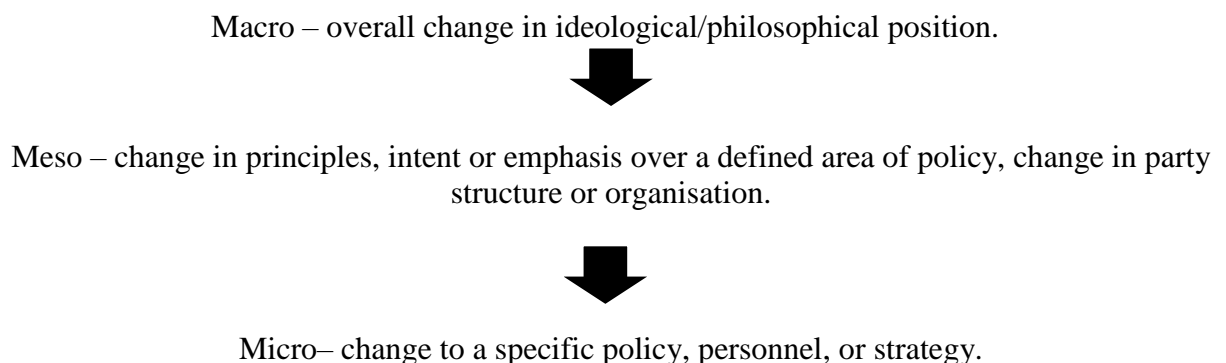 Macro – overall change in ideological/philosophical position.
Meso – change in principles, intent or emphasis over a defined area of policy, change in party
structure or organisation.
Micro– change to a specific policy, personnel, or strategy.